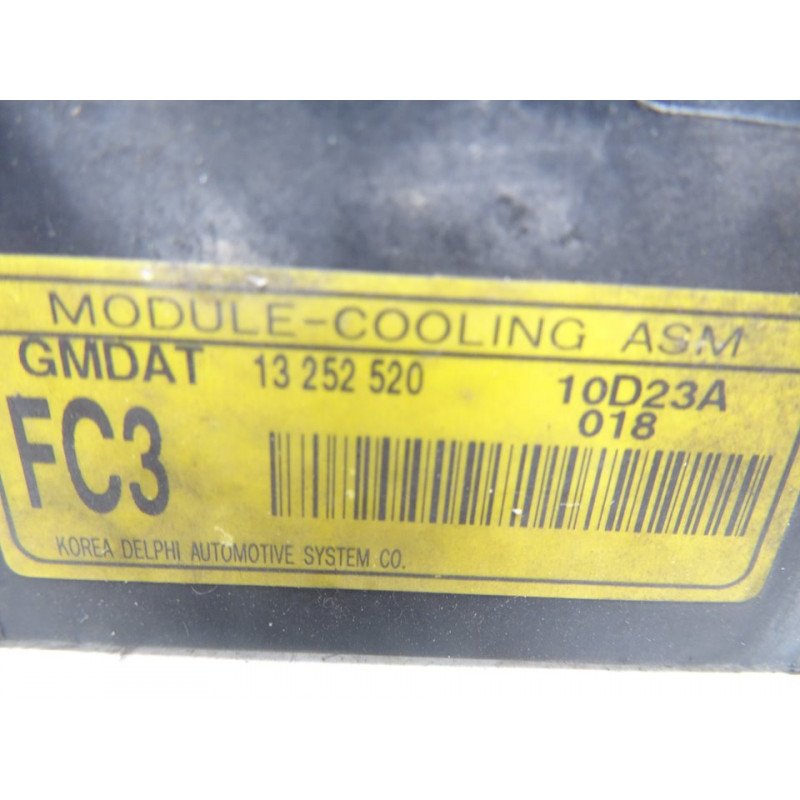 MODULE-COOLING ASM
GMDAT 13 252 520 10D23A
FC3 018
KOREA DELPHI AUTOMOTIVE SYSTEM CO.